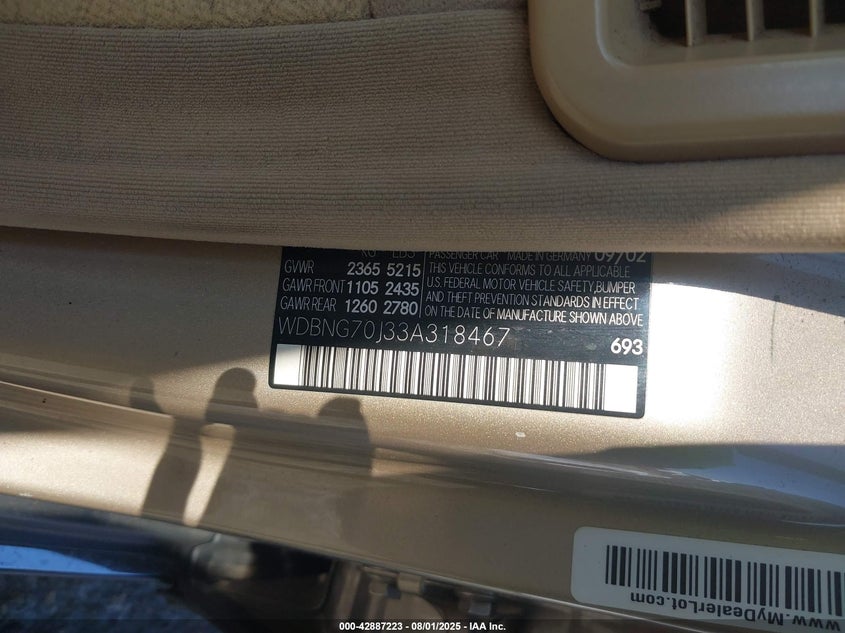 KG LBS
GVWR 2365 5215
GAWR FRONT 1105 2435
GAWR REAR 1260 2780
PASSENGER CAR MADE IN GERMANY 09/02
THIS VEHICLE CONFORMS TO ALL APPLICABLE
U.S. FEDERAL MOTOR VEHICLE SAFETY,BUMPER
AND THEFT PREVENTION STANDARDS IN EFFECT
ON THE DATE OF MANUFACTURE SHOWN ABOVE
WDBNG70J33A318467
693
www.MyDealerLot.com
000-42887223 - 08/01/2025 - IAA Inc.